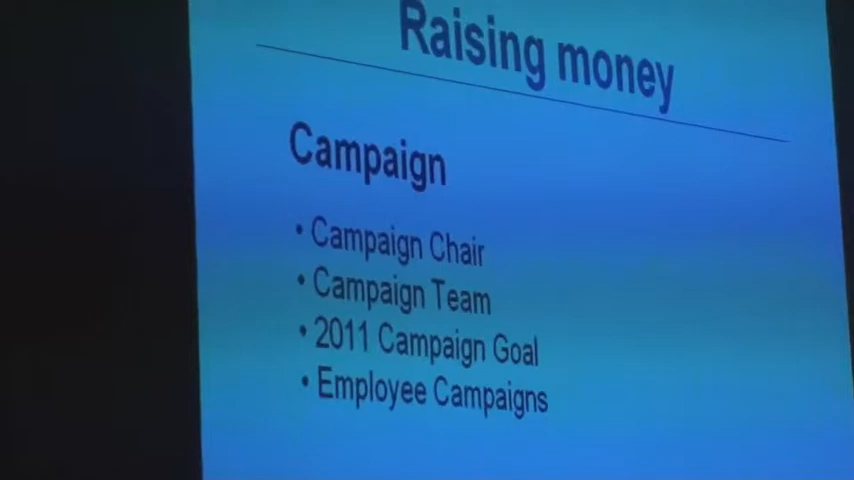 Raising money
Campaign
• Campaign Chair
• Campaign Team
• 2011 Campaign Goal
• Employee Campaigns